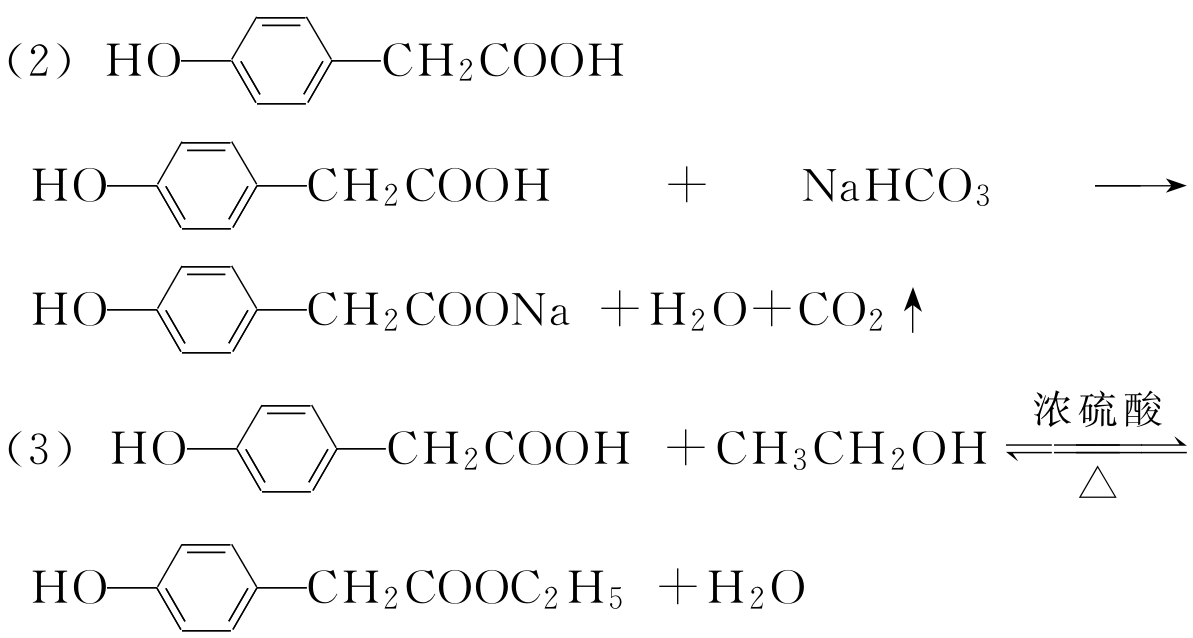 (2) HO CH₂COOH
HO CH₂COOH + NaHCO₃ ⟶
HO CH₂COONa +H₂O+CO₂↑
(3) HO CH₂COOH +CH₃CH₂OH ⇌ 浓硫酸 △
HO CH₂COOC₂H₅ +H₂O